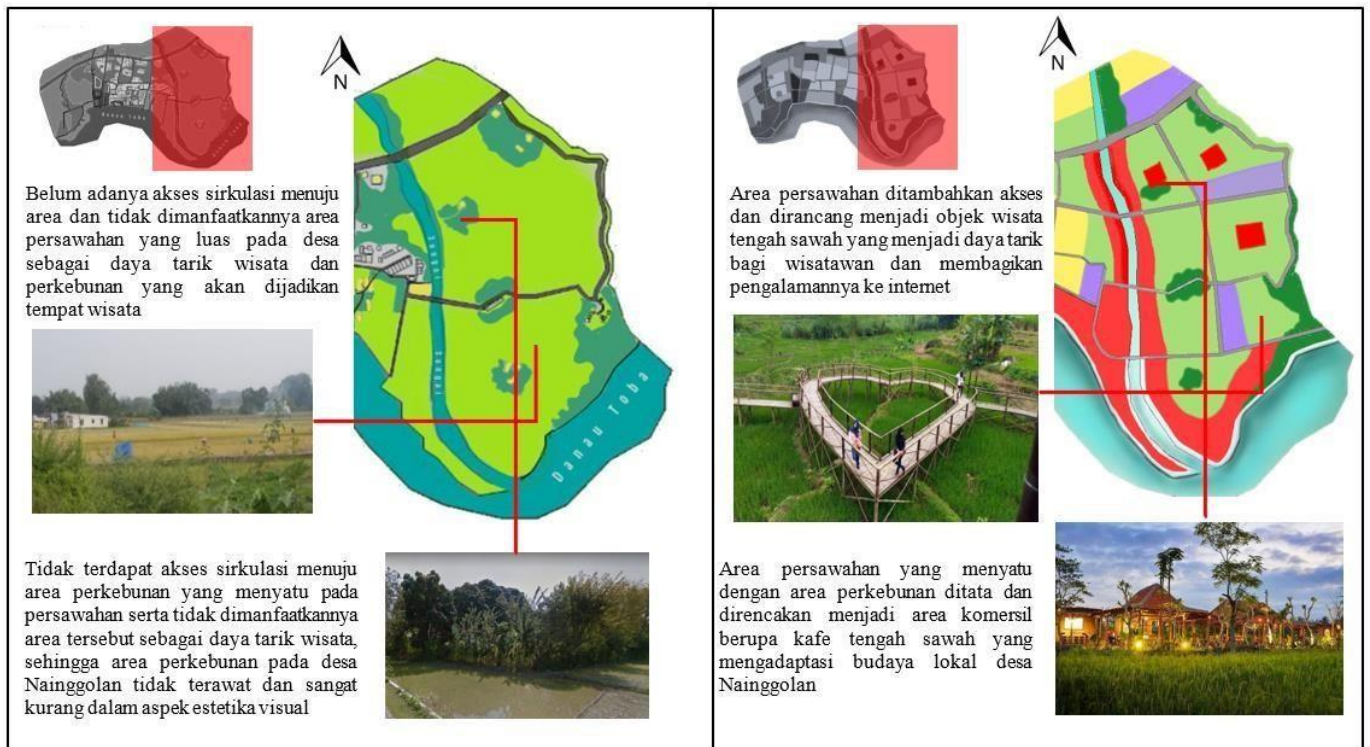 N
Belum adanya akses sirkulasi menuju
area dan tidak dimanfaatkannya area
persawahan yang luas pada desa
sebagai daya tarik wisata dan
perkebunan yang akan dijadikan
tempat wisata
Danau Toba
Tidak terdapat akses sirkulasi menuju
area perkebunan yang menyatu pada
persawahan serta tidak dimanfaatkannya
area tersebut sebagai daya tarik wisata,
sehingga area perkebunan pada desa
Nainggolan tidak terawat dan sangat
kurang dalam aspek estetika visual
N
Area persawahan ditambahkan akses
dan dirancang menjadi objek wisata
tengah sawah yang menjadi daya tarik
bagi wisatawan dan membagikan
pengalamannya ke internet
Area persawahan yang menyatu
dengan area perkebunan ditata dan
direncakan menjadi area komersil
berupa kafe tengah sawah yang
mengadaptasi budaya lokal desa
Nainggolan